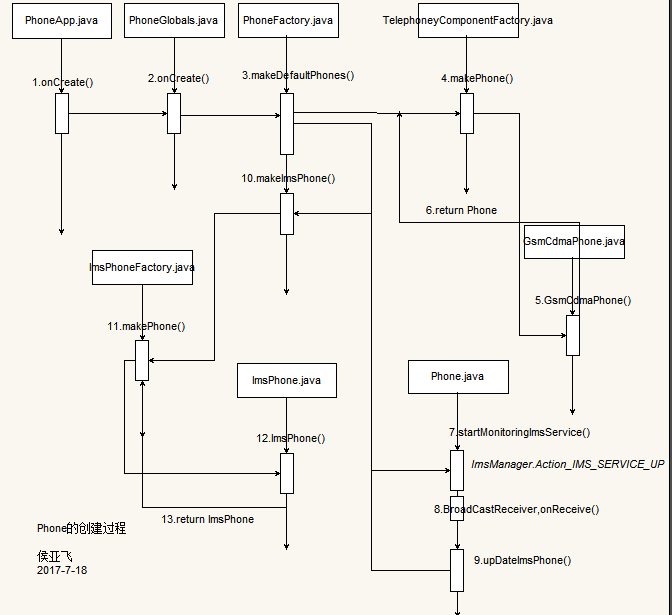 PhoneApp.java
PhoneGlobals.java
PhoneFactory.java
TelephoneyComponentFactory.java
1.onCreate()
2.onCreate()
3.makeDefaultPhones()
4.makePhone()
10.makeImsPhone()
6.return Phone
GsmCdmaPhone.java
ImsPhoneFactory.java
5.GsmCdmaPhone()
11.makePhone()
ImsPhone.java
Phone.java
12.ImsPhone()
7.startMonitoringImsService()
ImsManager.Action_IMS_SERVICE_UP
8.BroadCastReceiver,onReceive()
13.return ImsPhone
Phone的创建过程
9.upDateImsPhone()
侯亚飞
2017-7-18